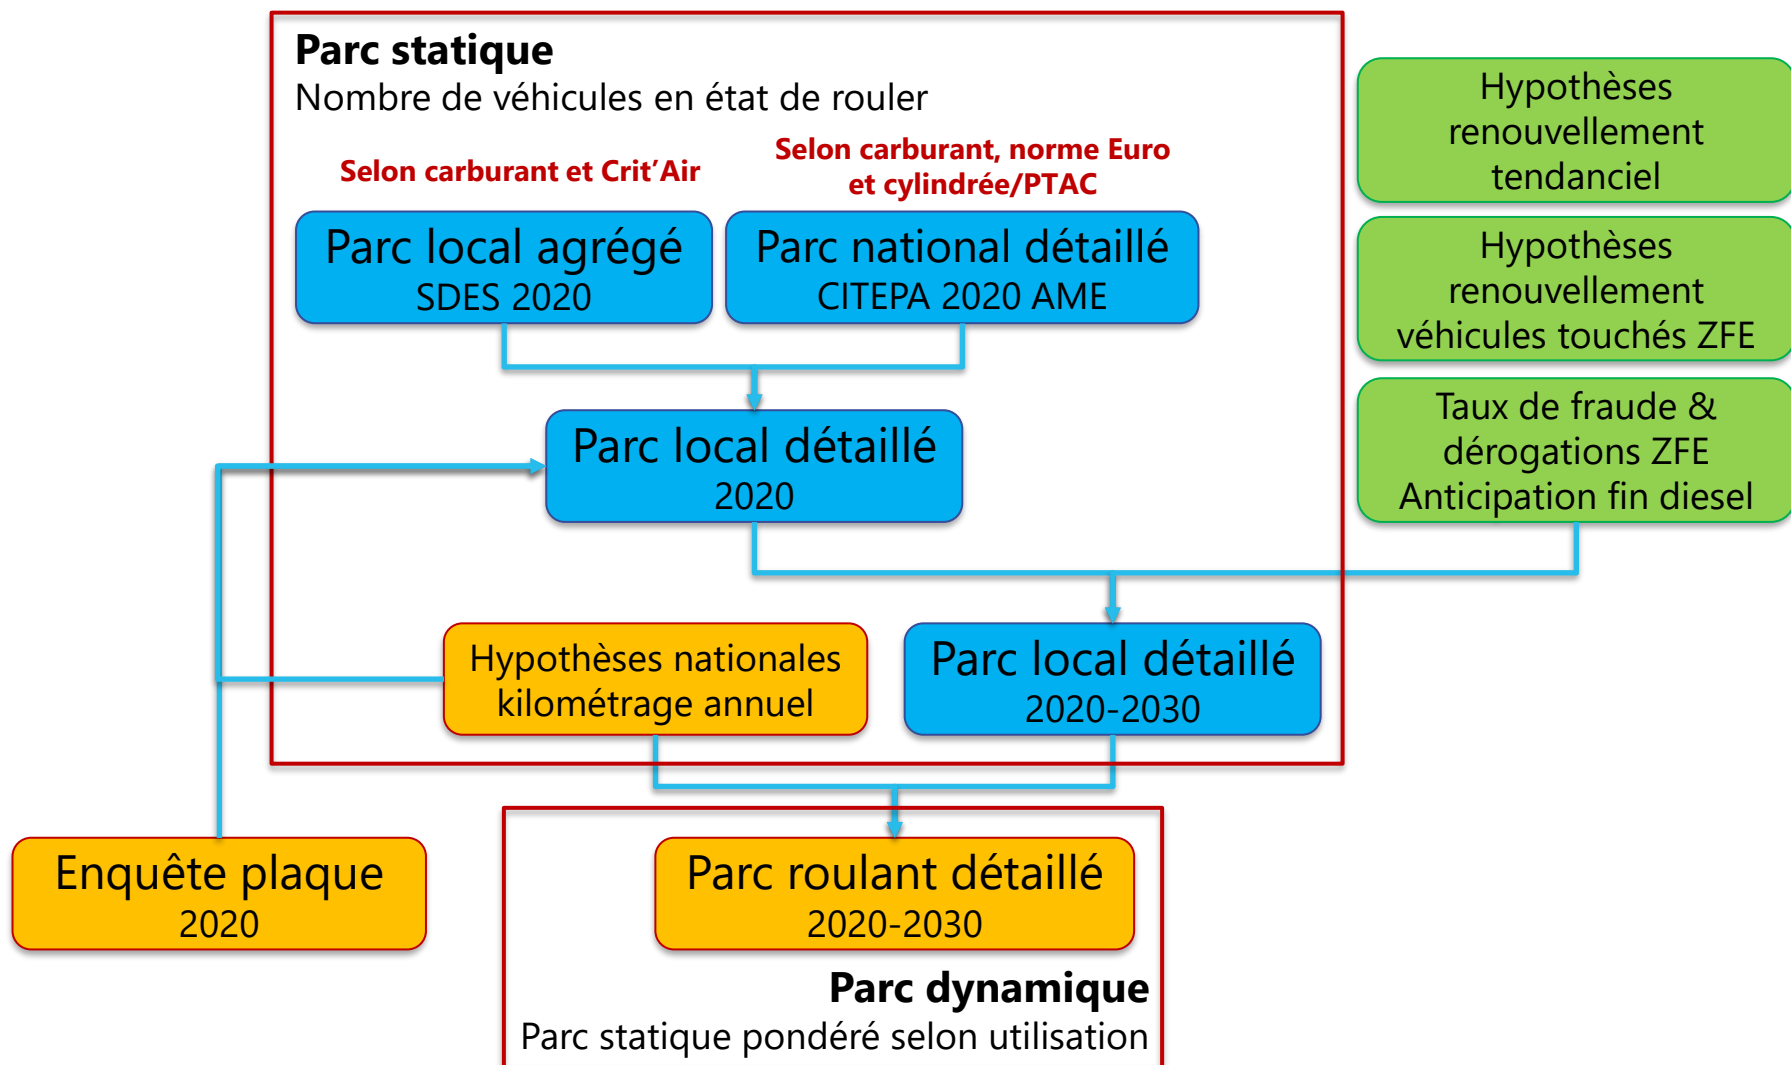 Parc statique
Nombre de véhicules en état de rouler
Selon carburant et Crit’Air
Selon carburant, norme Euro
et cylindrée/PTAC
Parc local agrégé
SDES 2020
Parc national détaillé
CITEPA 2020 AME
Hypothèses
renouvellement
tendanciel
Hypothèses
renouvellement
véhicules touchés ZFE
Taux de fraude &
dérogations ZFE
Anticipation fin diesel
Parc local détaillé
2020
Hypothèses nationales
kilométrage annuel
Parc local détaillé
2020-2030
Enquête plaque
2020
Parc roulant détaillé
2020-2030
Parc dynamique
Parc statique pondéré selon utilisation